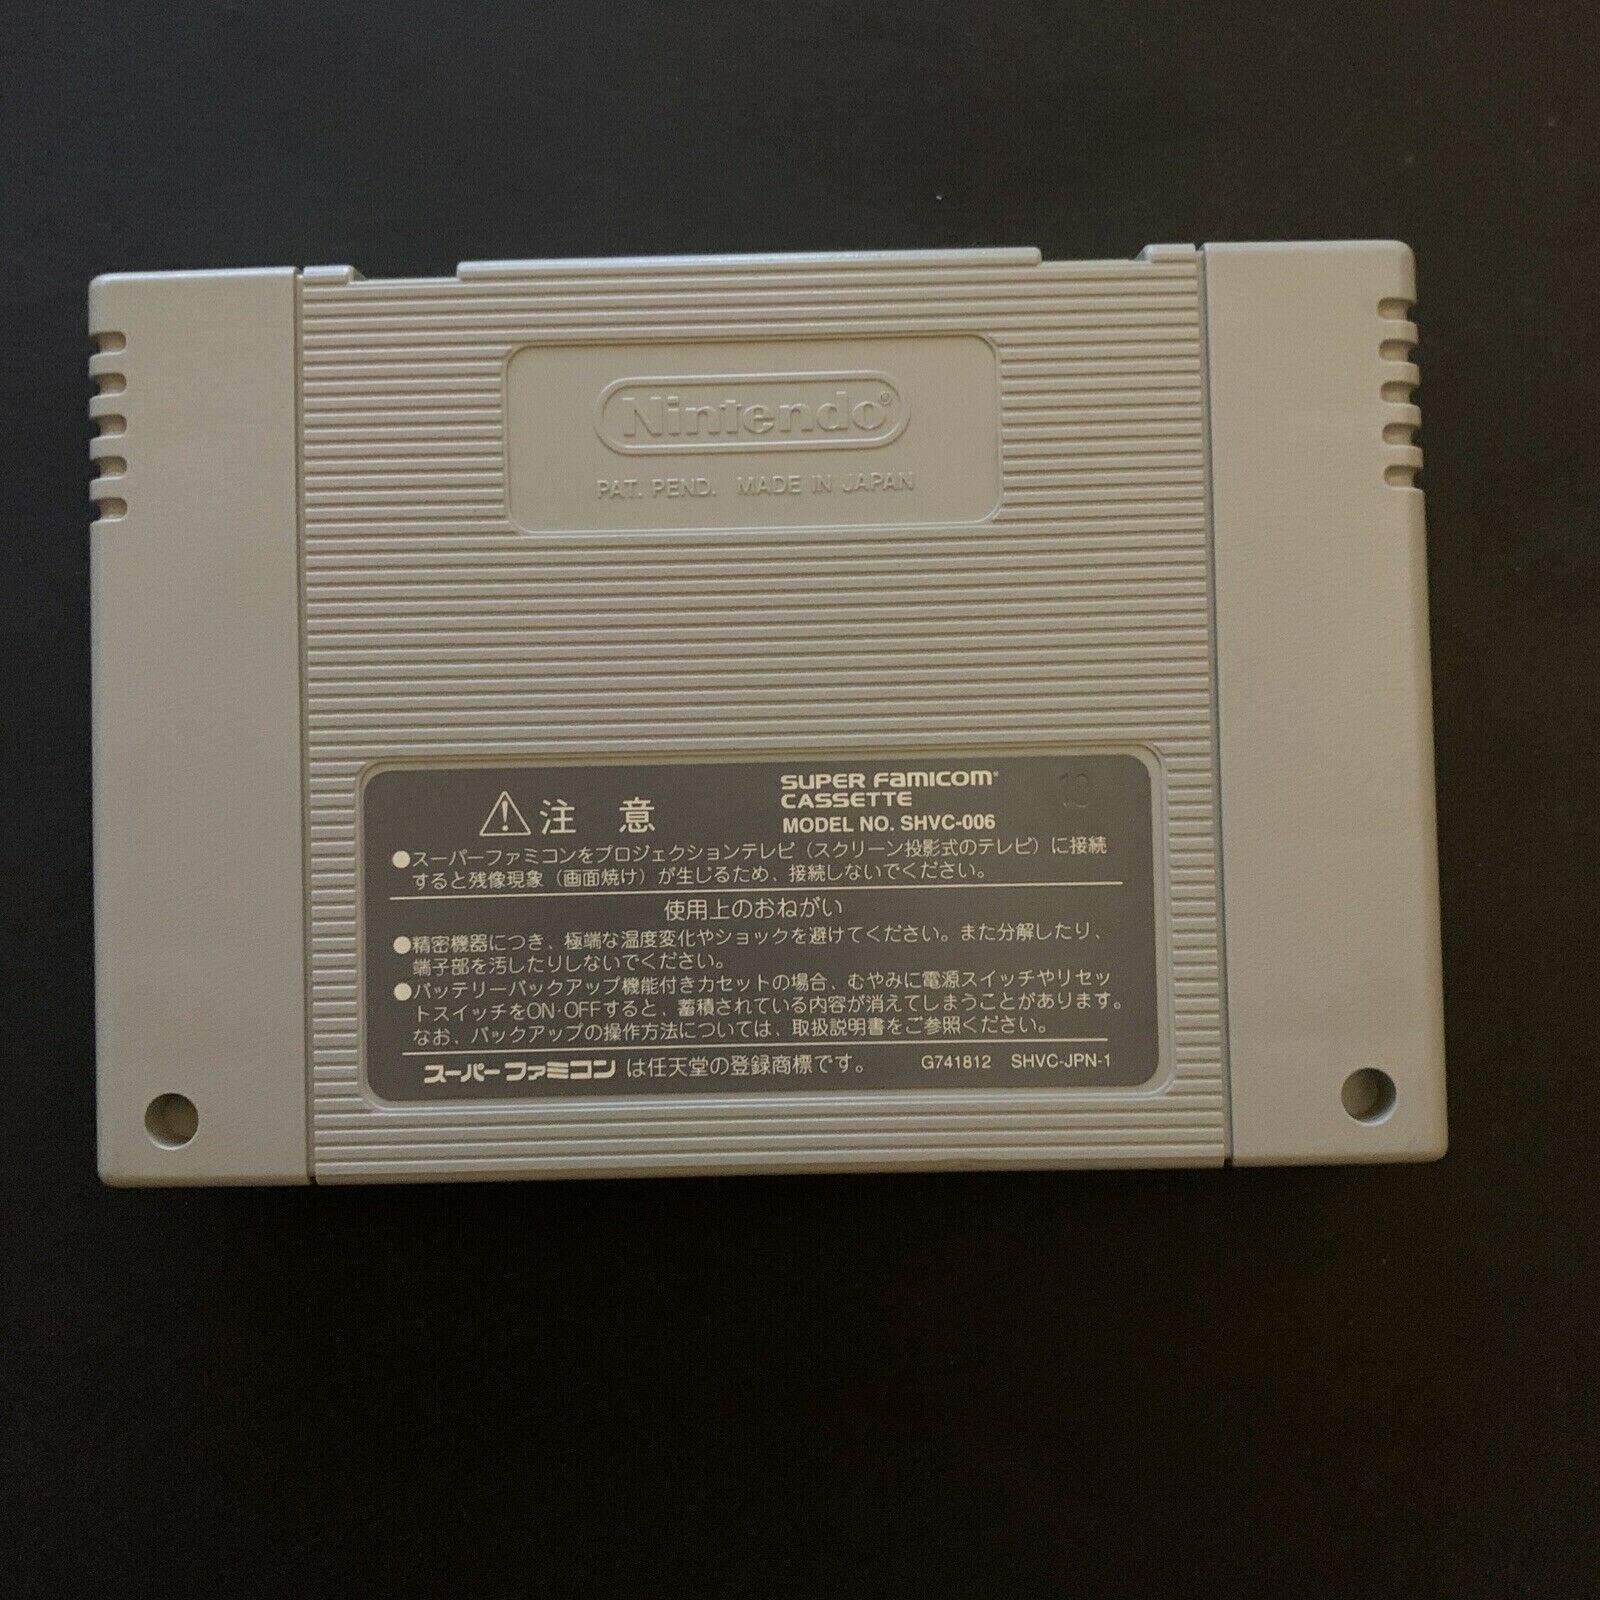 Nintendo®
PAT. PEND. MADE IN JAPAN
注 意
SUPER FAMICOM®
CASSETTE
MODEL NO. SHVC-006
●スーパーファミコンをプロジェクションテレビ（スクリーン投影式のテレビ）に接続
すると残像現象（画面焼け）が生じるため、接続しないでください。
使用上のおねがい
●精密機器につき、極端な温度変化やショックを避けてください。また分解したり、
端子部を汚したりしないでください。
●バッテリーバックアップ機能付きカセットの場合、むやみに電源スイッチやリセッ
トスイッチをON·OFFすると、蓄積されている内容が消えてしまうことがあります。
なお、バックアップの操作方法については、取扱説明書をご参照ください。
スーパーファミコンは任天堂の登録商標です。 G741812 SHVC-JPN-1